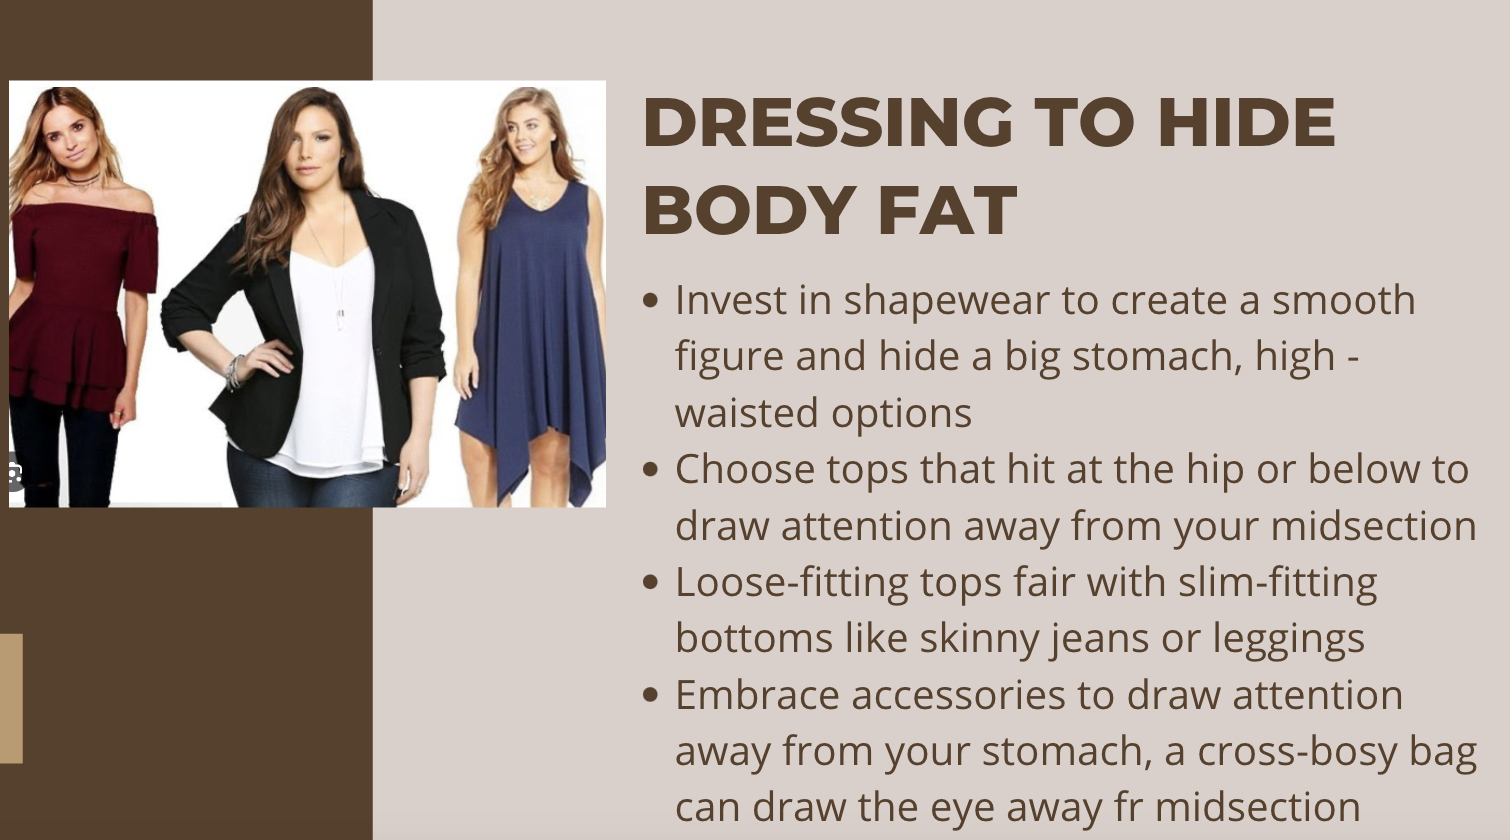 DRESSING TO HIDE
BODY FAT
• Invest in shapewear to create a smooth
figure and hide a big stomach, high -
waisted options
• Choose tops that hit at the hip or below to
draw attention away from your midsection
• Loose-fitting tops fair with slim-fitting
bottoms like skinny jeans or leggings
• Embrace accessories to draw attention
away from your stomach, a cross-bosy bag
can draw the eye away fr midsection